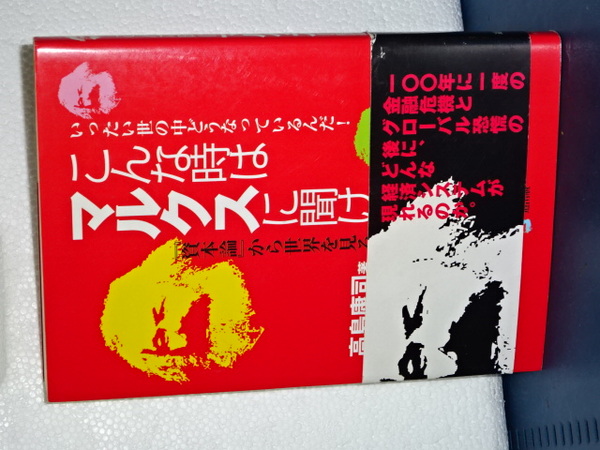 いったい世の中どうなっているんだ！
こんな時は
マルクスに聞け
『資本論』から世界を見る
高島康司 著
一〇〇年に一度の
金融危機と
グローバル恐慌の
後に、
どんな
経済システムが
現れるのか。